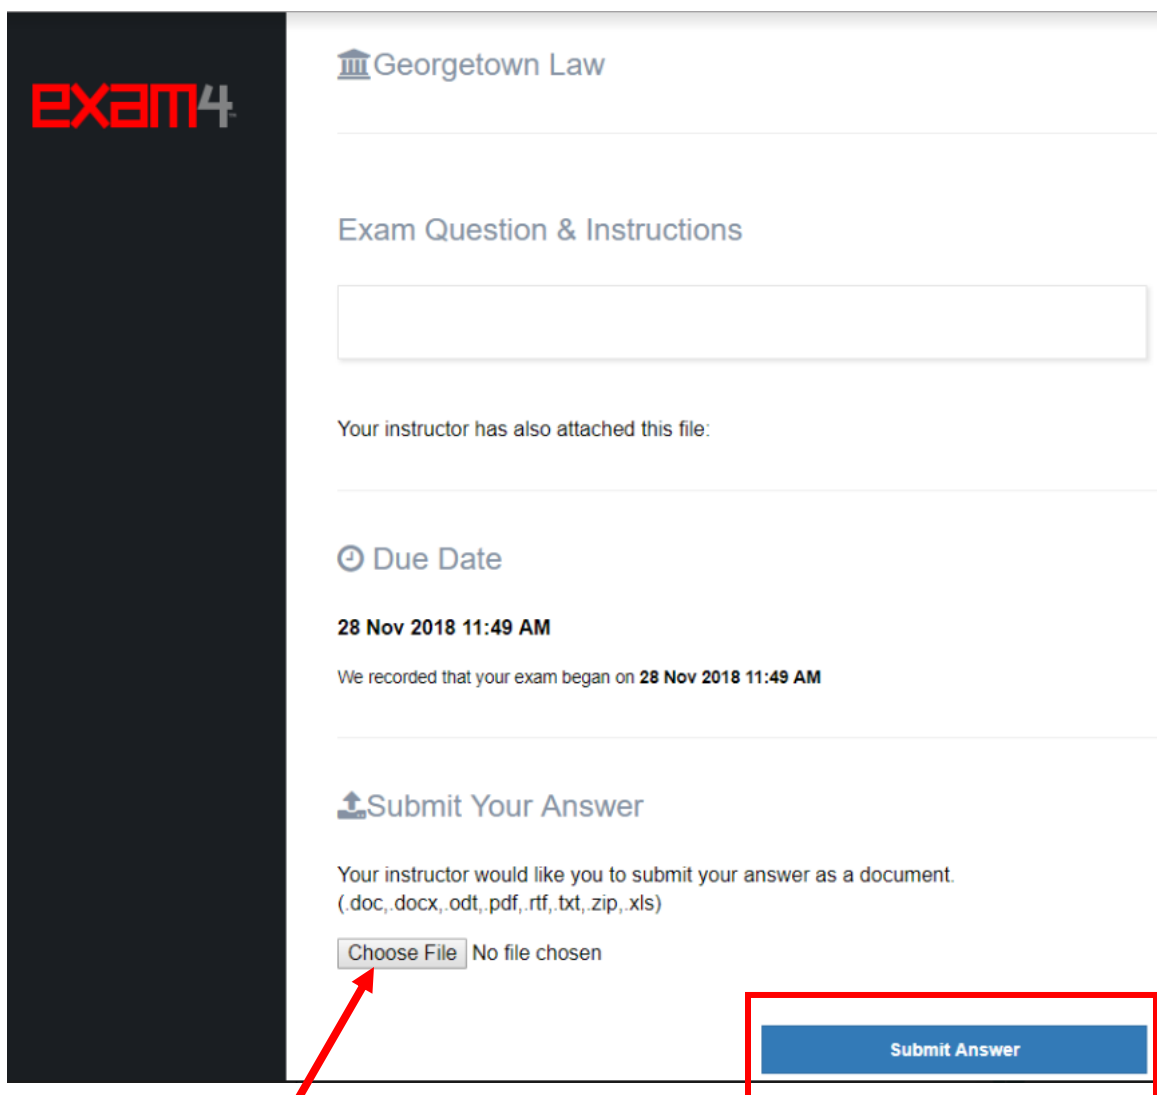 exam4
Georgetown Law
Exam Question & Instructions
Your instructor has also attached this file:
Due Date
28 Nov 2018 11:49 AM
We recorded that your exam began on 28 Nov 2018 11:49 AM
Submit Your Answer
Your instructor would like you to submit your answer as a document.
(.doc,.docx,.odt,.pdf,.rtf,.txt,.zip,.xls)
Choose File No file chosen
Submit Answer